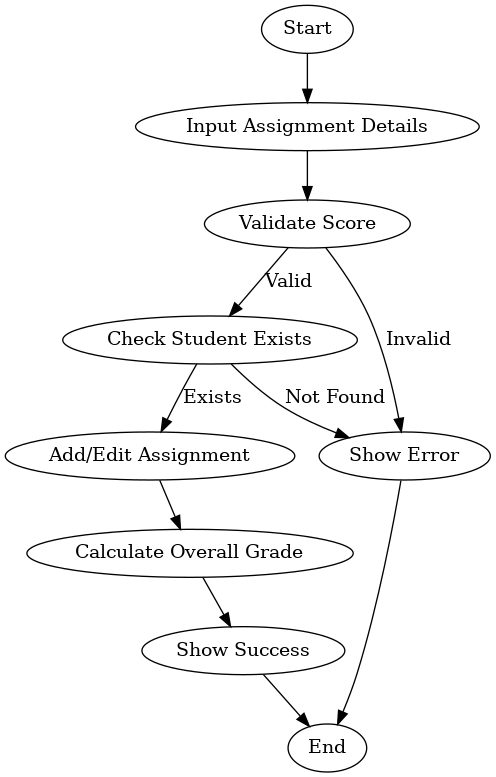 Start
Input Assignment Details
Validate Score
Valid
Check Student Exists
Invalid
Exists
Not Found
Add/Edit Assignment
Show Error
Calculate Overall Grade
Show Success
End